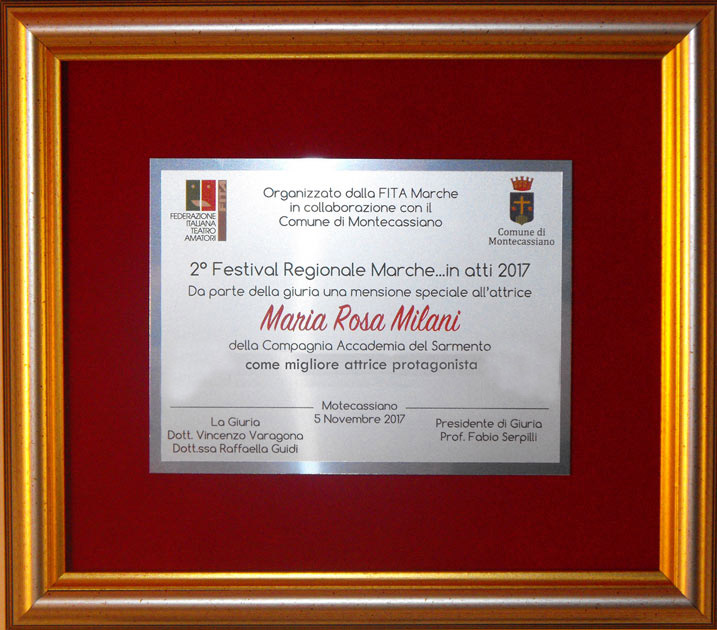 Organizzato dalla FITA Marche
in collaborazione con il
Comune di Montecassiano
FEDERAZIONE
ITALIANA
TEATRO
AMATORI
FITA
Comune di
Montecassiano
2° Festival Regionale Marche...in atti 2017
Da parte della giuria una mensione speciale all'attrice
Maria Rosa Milani
della Compagnia Accademia del Sarmento
come migliore attrice protagonista
Motecassiano
5 Novembre 2017
La Giuria
Dott. Vincenzo Varagona
Dott.ssa Raffaella Guidi
Presidente di Giuria
Prof. Fabio Serpilli